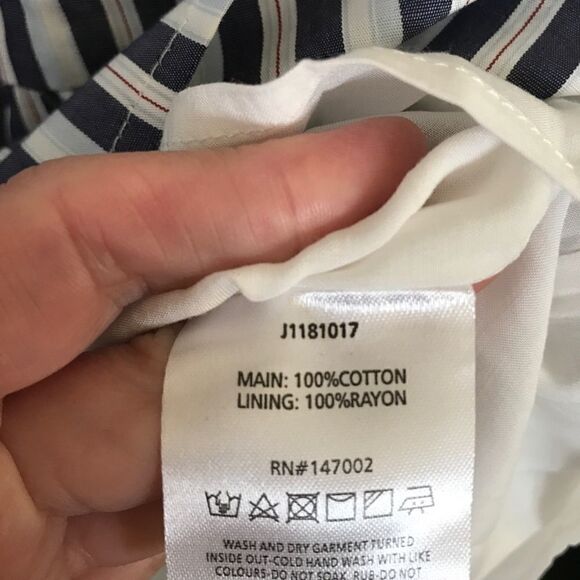 J1181017
MAIN: 100%COTTON
LINING: 100%RAYON
RN#147002
WASH AND DRY GARMENT TURNED
INSIDE OUT-COLD HAND WASH WITH LIKE
COLOURS-DO NOT SOAK RUB-DO NOT